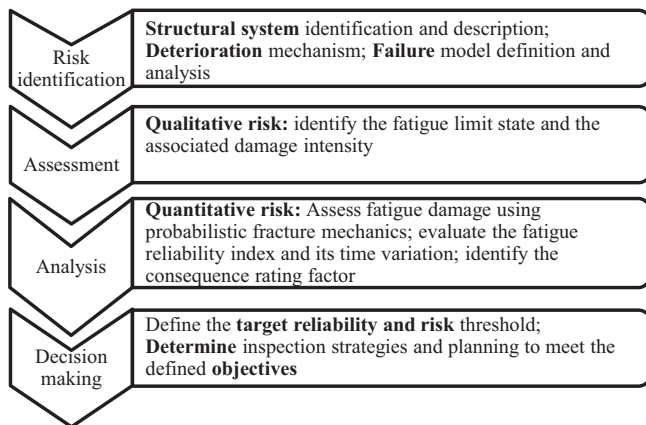 Risk
identification
Structural system identification and description;
Deterioration mechanism; Failure model definition and
analysis
Assessment
Qualitative risk: identify the fatigue limit state and the
associated damage intensity
Analysis
Quantitative risk: Assess fatigue damage using
probabilistic fracture mechanics; evaluate the fatigue
reliability index and its time variation; identify the
consequence rating factor
Decision
making
Define the target reliability and risk threshold;
Determine inspection strategies and planning to meet the
defined objectives